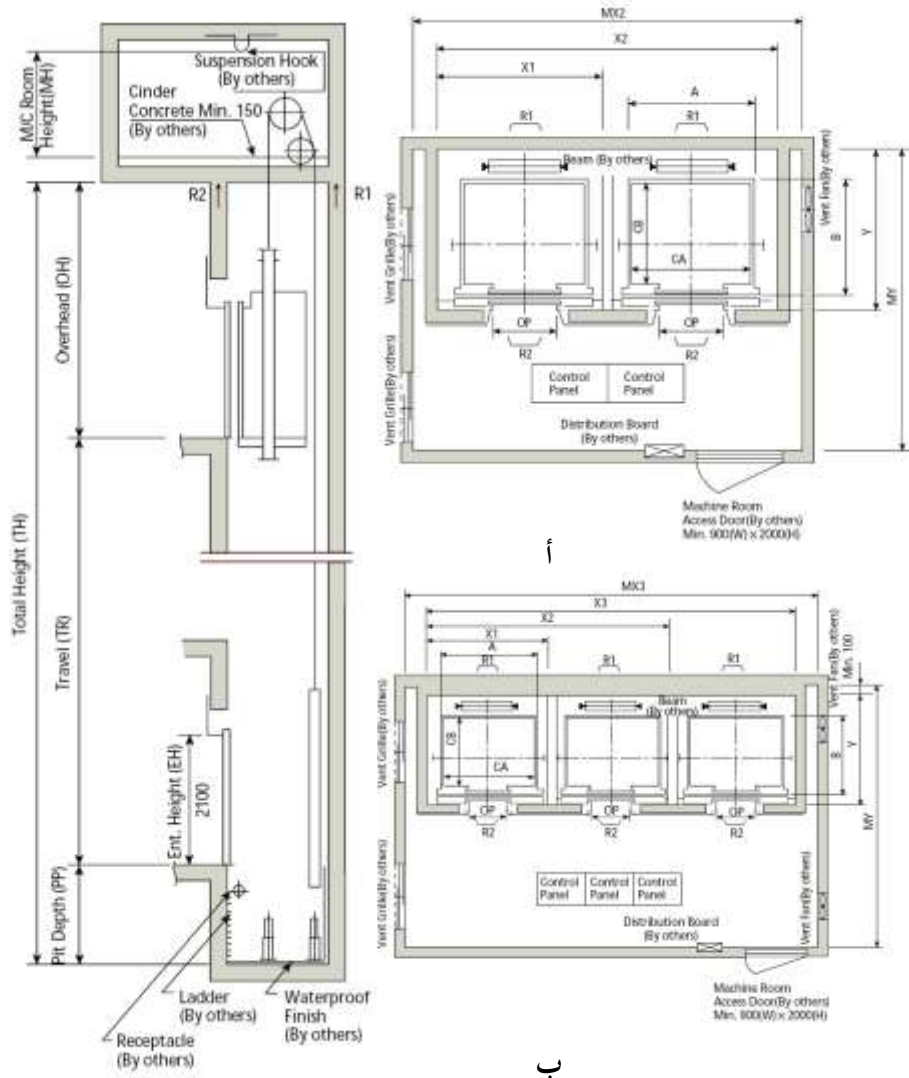 M/C Room
Height(MH)
Suspension Hook
(By others)
Cinder
Concrete Min. 150
(By others)
R2
R1
Overhead (OH)
Total Height (TH)
Travel (TR)
Ent. Height (EH)
2100
Pit Depth (PP)
Ladder
(By others)
Waterproof
Finish
(By others)
Receptacle
(By others)
MX2
X2
X1
A
R1
R1
Beam (By others)
Vent Fan(By others)
Vent Grille(By others)
CB
CA
B
Y
MY
OP
OP
R2
R2
Vent Grille(By others)
Control
Panel
Control
Panel
Distribution Board
(By others)
Machine Room
Access Door(By others)
Min. 900(W) x 2000(H)
أ
MX3
X3
X2
X1
A
R1
R1
R1
Vent Fan(By others)
Min. 100
Beam
(By others)
Vent Grille(By others)
CB
CA
B
Y
MY
OP
OP
OP
R2
R2
R2
Vent Grille(By others)
Control
Panel
Control
Panel
Control
Panel
Vent Fan(By others)
Distribution Board
(By others)
Machine Room
Access Door(By others)
Min. 900(W) x 2000(H)
ب